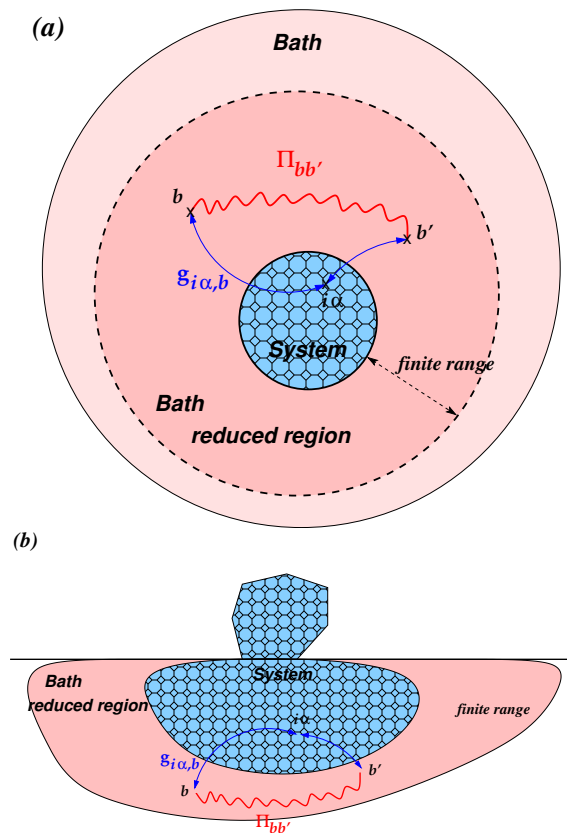 (a)
Bath
Π_{bb'}
b
b'
g_{iα,b}
iα
System
finite range
Bath
reduced region
(b)
System
Bath
reduced region
finite range
iα
g_{iα,b}
b'
b
Π_{bb'}